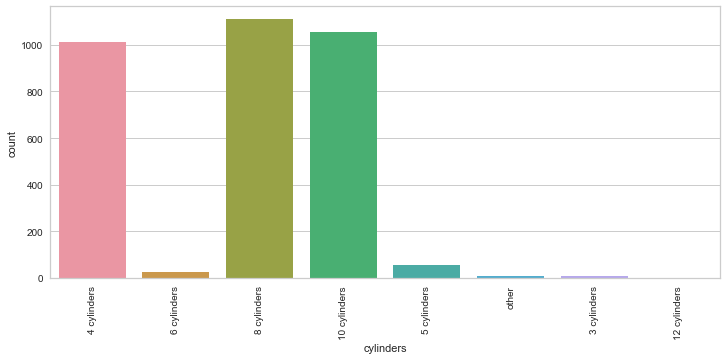 1000
800
600
400
200
0
count
4 cylinders
6 cylinders
8 cylinders
10 cylinders
5 cylinders
other
3 cylinders
12 cylinders
cylinders